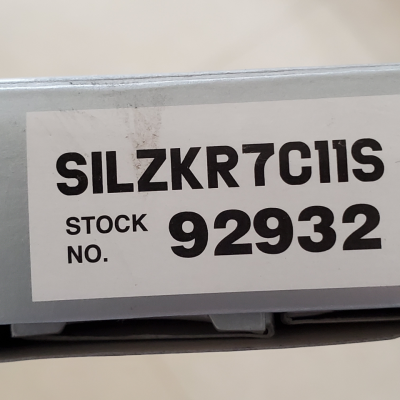 SILZKR7C11S
STOCK
NO.
92932